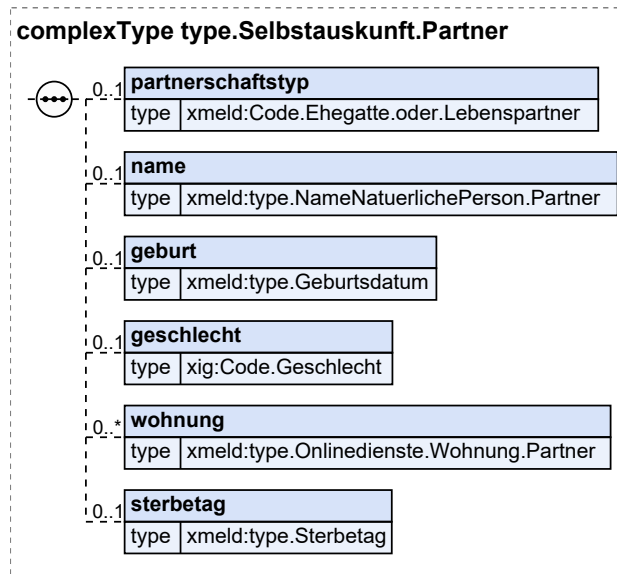 complexType type.Selbstauskunft.Partner
0..1 partnerschaftstyp
type xmeld:Code.Ehegatte.oder.Lebenspartner
0..1 name
type xmeld:type.NameNatuerlichePerson.Partner
0..1 geburt
type xmeld:type.Geburtsdatum
0..1 geschlecht
type xig:Code.Geschlecht
0..* wohnung
type xmeld:type.Onlinedienste.Wohnung.Partner
0..1 sterbetag
type xmeld:type.Sterbetag